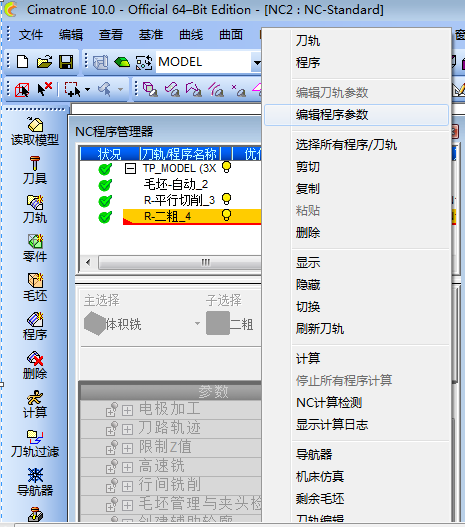 CimatronE 10.0 - Official 64-Bit Edition - [NC2 : NC-Standard]
文件 编辑 查看 基准 曲线 曲面
MODEL
读取模型
刀具
刀轨
零件
毛坯
程序
删除
计算
刀轨过滤
导航器
NC程序管理器
状况 刀轨/程序名称 优
TP_MODEL (3X
毛坯-自动_2
R-平行切削_3
R-二粗_4
主选择 子选择
体积铣 二粗
参数
电极加工
刀路轨迹
限制Z值
高速铣
行间铣削
毛坯管理与夹头检
创建辅助轮廓
刀轨
程序
编辑刀轨参数
编辑程序参数
选择所有程序/刀轨
剪切
复制
粘贴
删除
显示
隐藏
切换
刷新刀轨
计算
停止所有程序计算
NC计算检测
显示计算日志
导航器
机床仿真
剩余毛坯
刀轨编辑